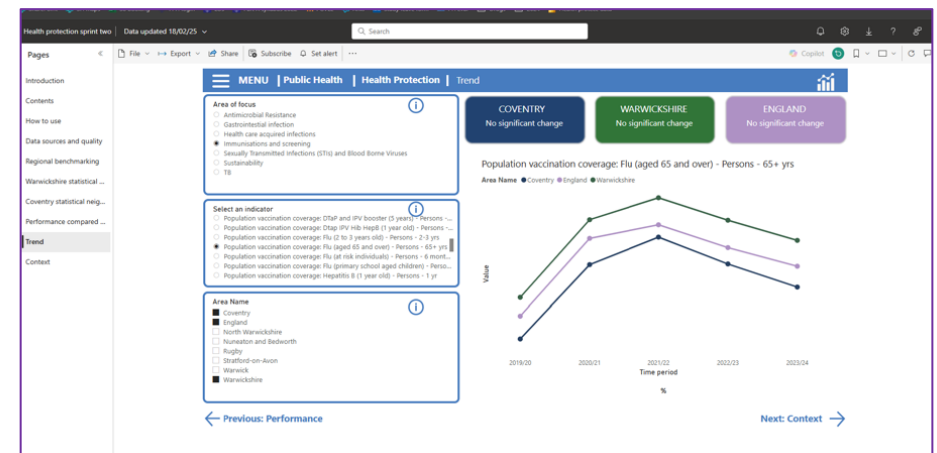 Health protection sprint two
Data updated 18/02/25
Search
Pages
File
Export
Share
Subscribe
Set alert
...
Copilot
Introduction
Contents
How to use
Data sources and quality
Regional benchmarking
Warwickshire statistical ...
Coventry statistical neig...
Performance compared ...
Trend
Context
MENU | Public Health | Health Protection | Trend
Area of focus
Antimicrobial Resistance
Gastrointestial infection
Health care acquired infections
Immunisations and screening
Sexually Transmitted Infections (STIs) and Blood Borne Viruses
Sustainability
TB
Select an indicator
Population vaccination coverage: DTaP and IPV booster (5 years) - Persons -...
Population vaccination coverage: Dtap IPV Hib HepB (1 year old) - Persons -...
Population vaccination coverage: Flu (2 to 3 years old) - Persons - 2-3 yrs
Population vaccination coverage: Flu (aged 65 and over) - Persons - 65+ yrs
Population vaccination coverage: Flu (at risk individuals) - Persons - 6 mont...
Population vaccination coverage: Flu (primary school aged children) - Perso...
Population vaccination coverage: Hepatitis B (1 year old) - Persons - 1 yr
Area Name
Coventry
England
North Warwickshire
Nuneaton and Bedworth
Rugby
Stratford-on-Avon
Warwick
Warwickshire
COVENTRY
No significant change
WARWICKSHIRE
No significant change
ENGLAND
No significant change
Population vaccination coverage: Flu (aged 65 and over) - Persons - 65+ yrs
Area Name Coventry England Warwickshire
Value
2019/20 2020/21 2021/22 2022/23 2023/24
Time period
%
Previous: Performance
Next: Context